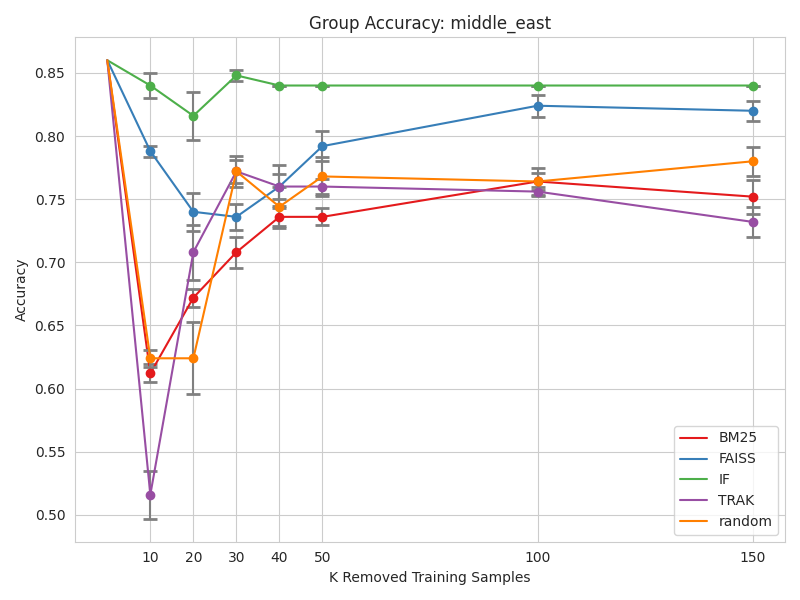 Group Accuracy: middle_east
Accuracy
0.85
0.80
0.75
0.70
0.65
0.60
0.55
0.50
10 20 30 40 50 100 150
K Removed Training Samples
BM25
FAISS
IF
TRAK
random